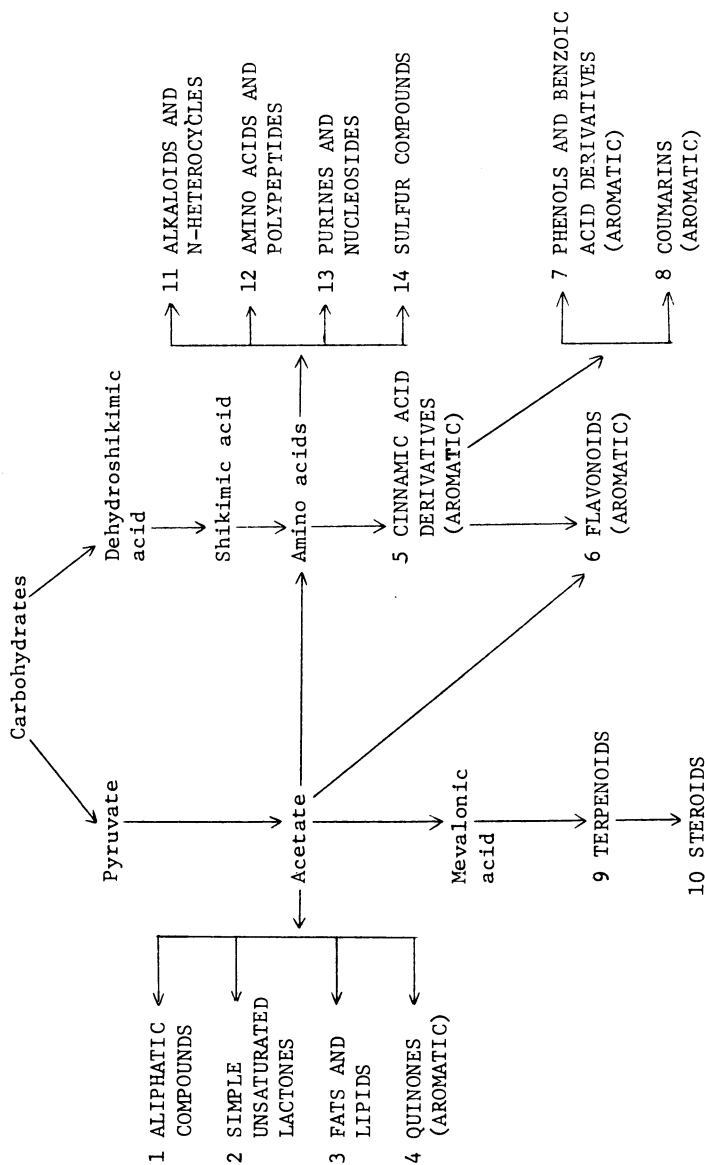 Carbohydrates
Pyruvate
Dehydroshikimic
acid
Shikimic acid
Acetate
Amino acids
Mevalonic
acid
1 ALIPHATIC
COMPOUNDS
2 SIMPLE
UNSATURATED
LACTONES
3 FATS AND
LIPIDS
4 QUINONES
(AROMATIC)
5 CINNAMIC ACID
DERIVATIVES
(AROMATIC)
6 FLAVONOIDS
(AROMATIC)
7 PHENOLS AND BENZOIC
ACID DERIVATIVES
(AROMATIC)
8 COUMARINS
(AROMATIC)
9 TERPENOIDS
10 STEROIDS
11 ALKALOIDS AND
N-HETEROCYCLES
12 AMINO ACIDS AND
POLYPEPTIDES
13 PURINES AND
NUCLEOSIDES
14 SULFUR COMPOUNDS